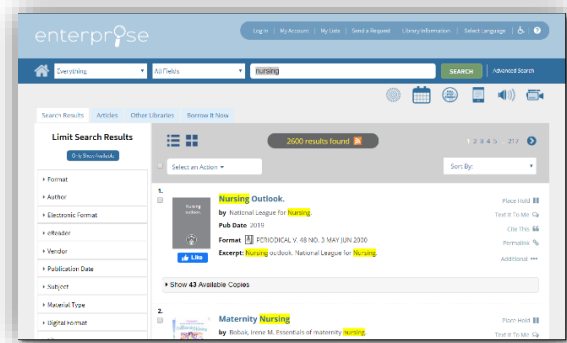 enterprise
Log In | My Account | My Lists | Send a Request | Library Information | Select Language
Everything
All Fields
nursing
SEARCH
Advanced Search
Search Results
Articles
Other Libraries
Borrow It Now
Limit Search Results
Only Show Available
Format
Author
Electronic Format
eReader
Vendor
Publication Date
Subject
Material Type
Digital Format
2600 results found
1 2 3 4 5 … 217
Select an Action
Sort By:
1.
Nursing Outlook.
by National League for Nursing.
Pub Date 2019
Format PERIODICAL V. 48 NO. 3 MAY JUN 2000
Excerpt: Nursing outlook. National League for Nursing.
Like
Place Hold
Text It To Me
Cite This
Permalink
Additional
Show 43 Available Copies
2.
Maternity Nursing
by Bobak, Irene M. Essentials of maternity nursing.
Place Hold
Text It To Me